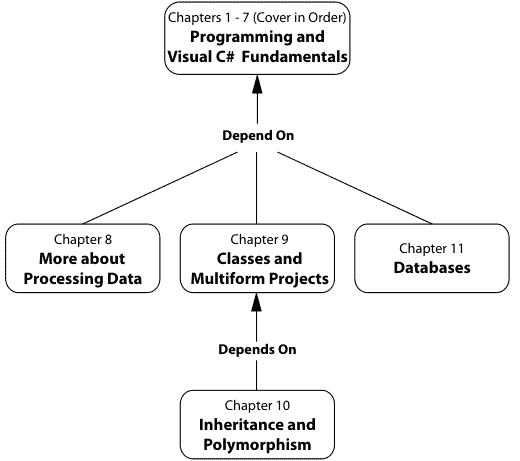 Chapters 1 - 7 (Cover in Order)
Programming and
Visual C# Fundamentals
Depend On
Chapter 8
More about
Processing Data
Chapter 9
Classes and
Multiform Projects
Chapter 11
Databases
Depends On
Chapter 10
Inheritance and
Polymorphism